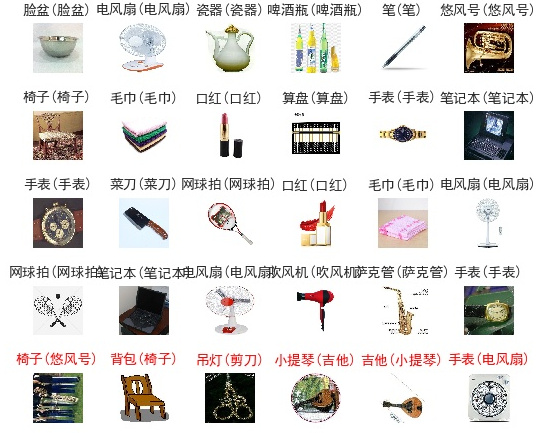 脸盆(脸盆) 电风扇(电风扇) 瓷器(瓷器) 啤酒瓶(啤酒瓶) 笔(笔) 悠风号(悠风号)
椅子(椅子) 毛巾(毛巾) 口红(口红) 算盘(算盘) 手表(手表) 笔记本(笔记本)
手表(手表) 菜刀(菜刀) 网球拍(网球拍) 口红(口红) 毛巾(毛巾) 电风扇(电风扇)
网球拍(网球拍) 笔记本(笔记本) 电风扇(电风扇) 吹风机(吹风机) 萨克管(萨克管) 手表(手表)
椅子(悠风号) 背包(椅子) 吊灯(剪刀) 小提琴(吉他) 吉他(小提琴) 手表(电风扇)